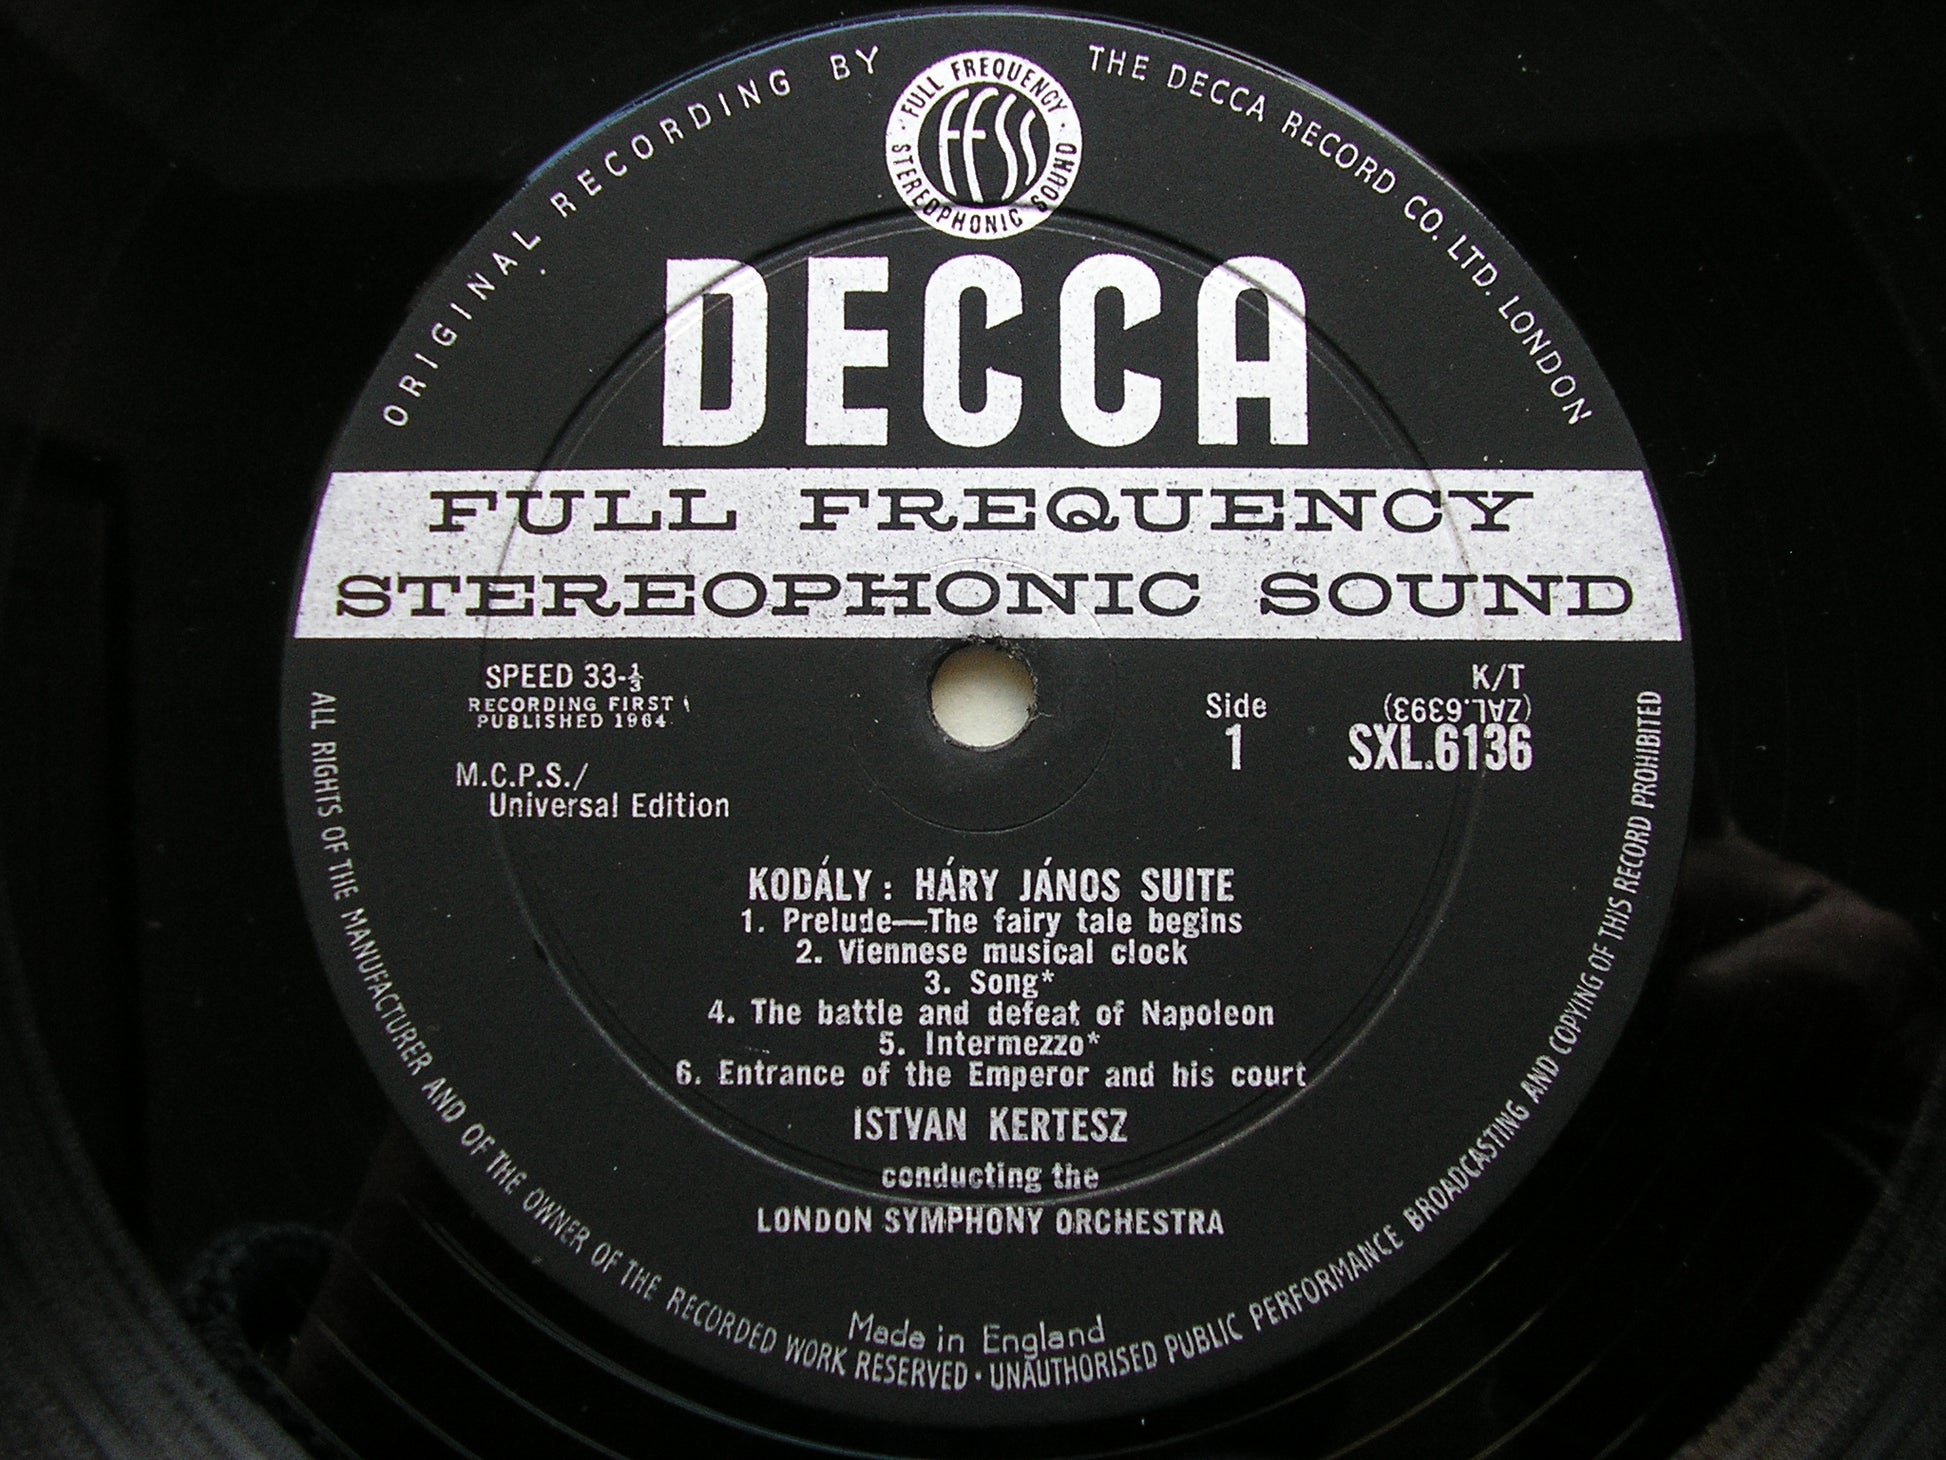 ORIGINAL RECORDING BY
THE DECCA RECORD CO. LTD. LONDON
FULL FREQUENCY
FFSS
STEREOPHONIC SOUND
DECCA
FULL FREQUENCY
STEREOPHONIC SOUND
SPEED 33-⅓
RECORDING FIRST
PUBLISHED 1964
M.C.P.S./
Universal Edition
Side
1
K/T
(ZAL.6393)
SXL.6136
KODÁLY: HÁRY JÁNOS SUITE
1. Prelude—The fairy tale begins
2. Viennese musical clock
3. Song*
4. The battle and defeat of Napoleon
5. Intermezzo*
6. Entrance of the Emperor and his court
ISTVAN KERTESZ
conducting the
LONDON SYMPHONY ORCHESTRA
Made in England
ALL RIGHTS OF THE MANUFACTURER AND OF THE OWNER OF THE RECORDED WORK RESERVED · UNAUTHORISED PUBLIC PERFORMANCE BROADCASTING AND COPYING OF THIS RECORD PROHIBITED